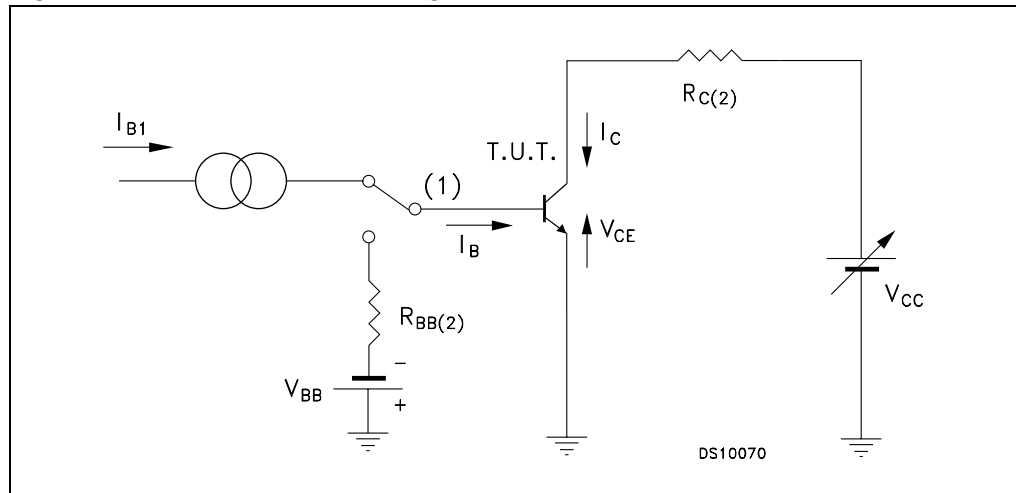 I_B1
R_C(2)
I_C
T.U.T.
(1)
I_B
V_CE
V_CC
R_BB(2)
V_BB
-
+
DS10070